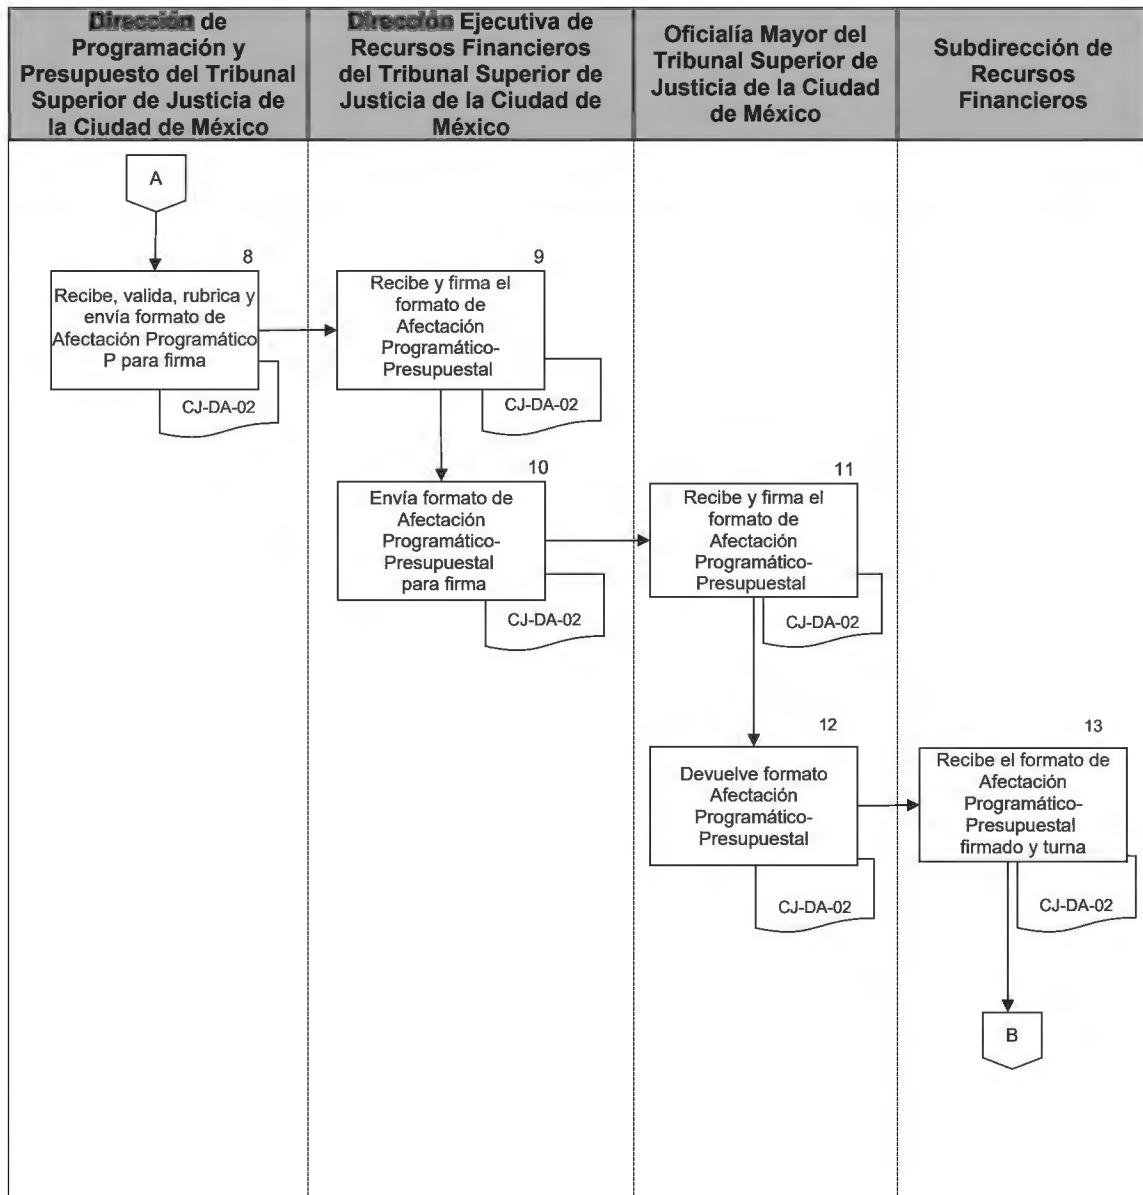 Dirección de
Programación y
Presupuesto del Tribunal
Superior de Justicia de
la Ciudad de México
Dirección Ejecutiva de
Recursos Financieros
del Tribunal Superior de
Justicia de la Ciudad de
México
Oficialía Mayor del
Tribunal Superior de
Justicia de la Ciudad
de México
Subdirección de
Recursos
Financieros
A
8
Recibe, valida, rubrica y
envía formato de
Afectación Programático
P para firma
CJ-DA-02
9
Recibe y firma el
formato de
Afectación
Programático-
Presupuestal
CJ-DA-02
10
Envía formato de
Afectación
Programático-
Presupuestal
para firma
CJ-DA-02
11
Recibe y firma el
formato de
Afectación
Programático-
Presupuestal
CJ-DA-02
12
Devuelve formato
Afectación
Programático-
Presupuestal
CJ-DA-02
13
Recibe el formato de
Afectación
Programático-
Presupuestal
firmado y turna
CJ-DA-02
B